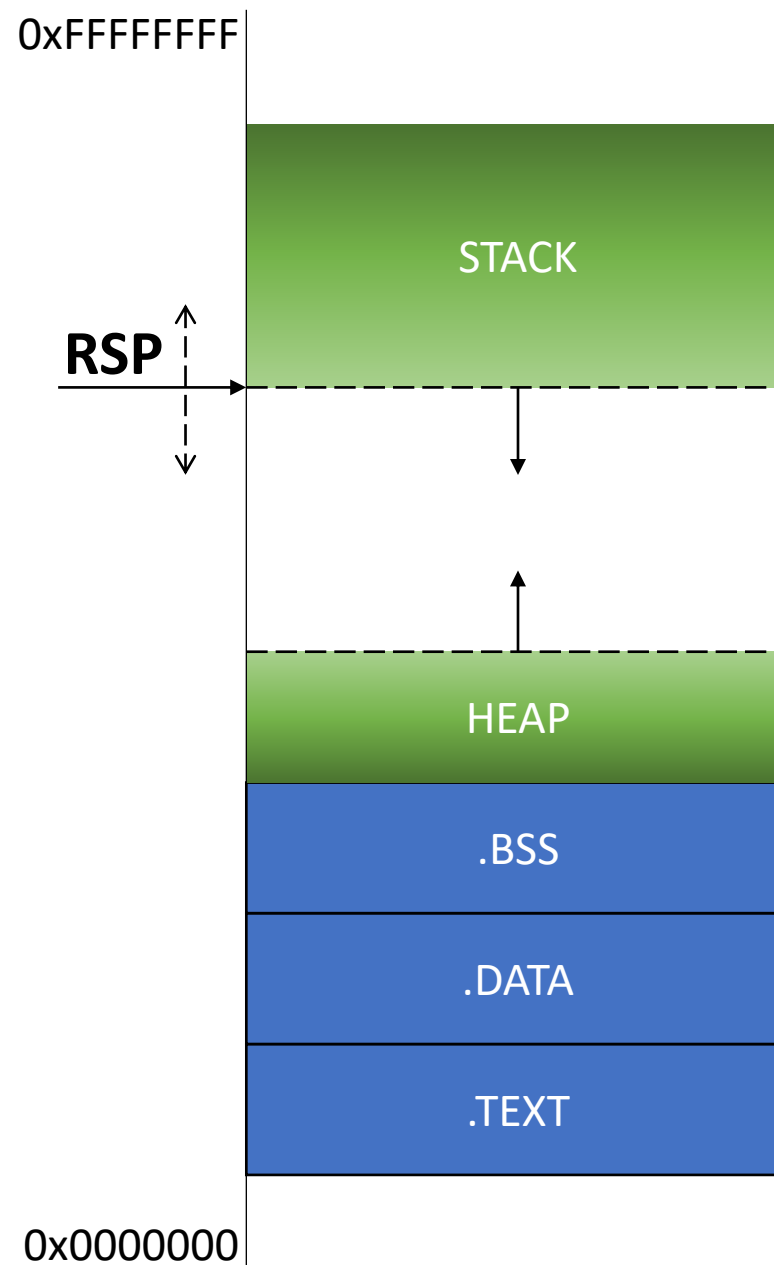 0xFFFFFFFF
STACK
RSP
HEAP
.BSS
.DATA
.TEXT
0x0000000